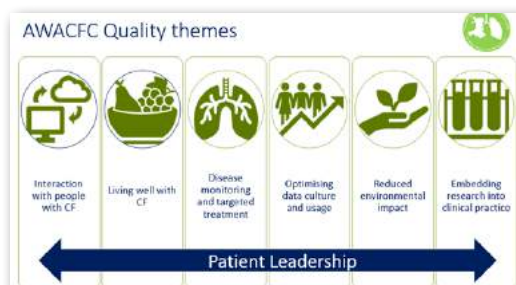 AWACFC Quality themes
Interaction
with people
with CF
Living well with
CF
Disease
monitoring
and targeted
treatment
Optimising
data culture
and usage
Reduced
environmental
impact
Embedding
research into
clinical practice
Patient Leadership